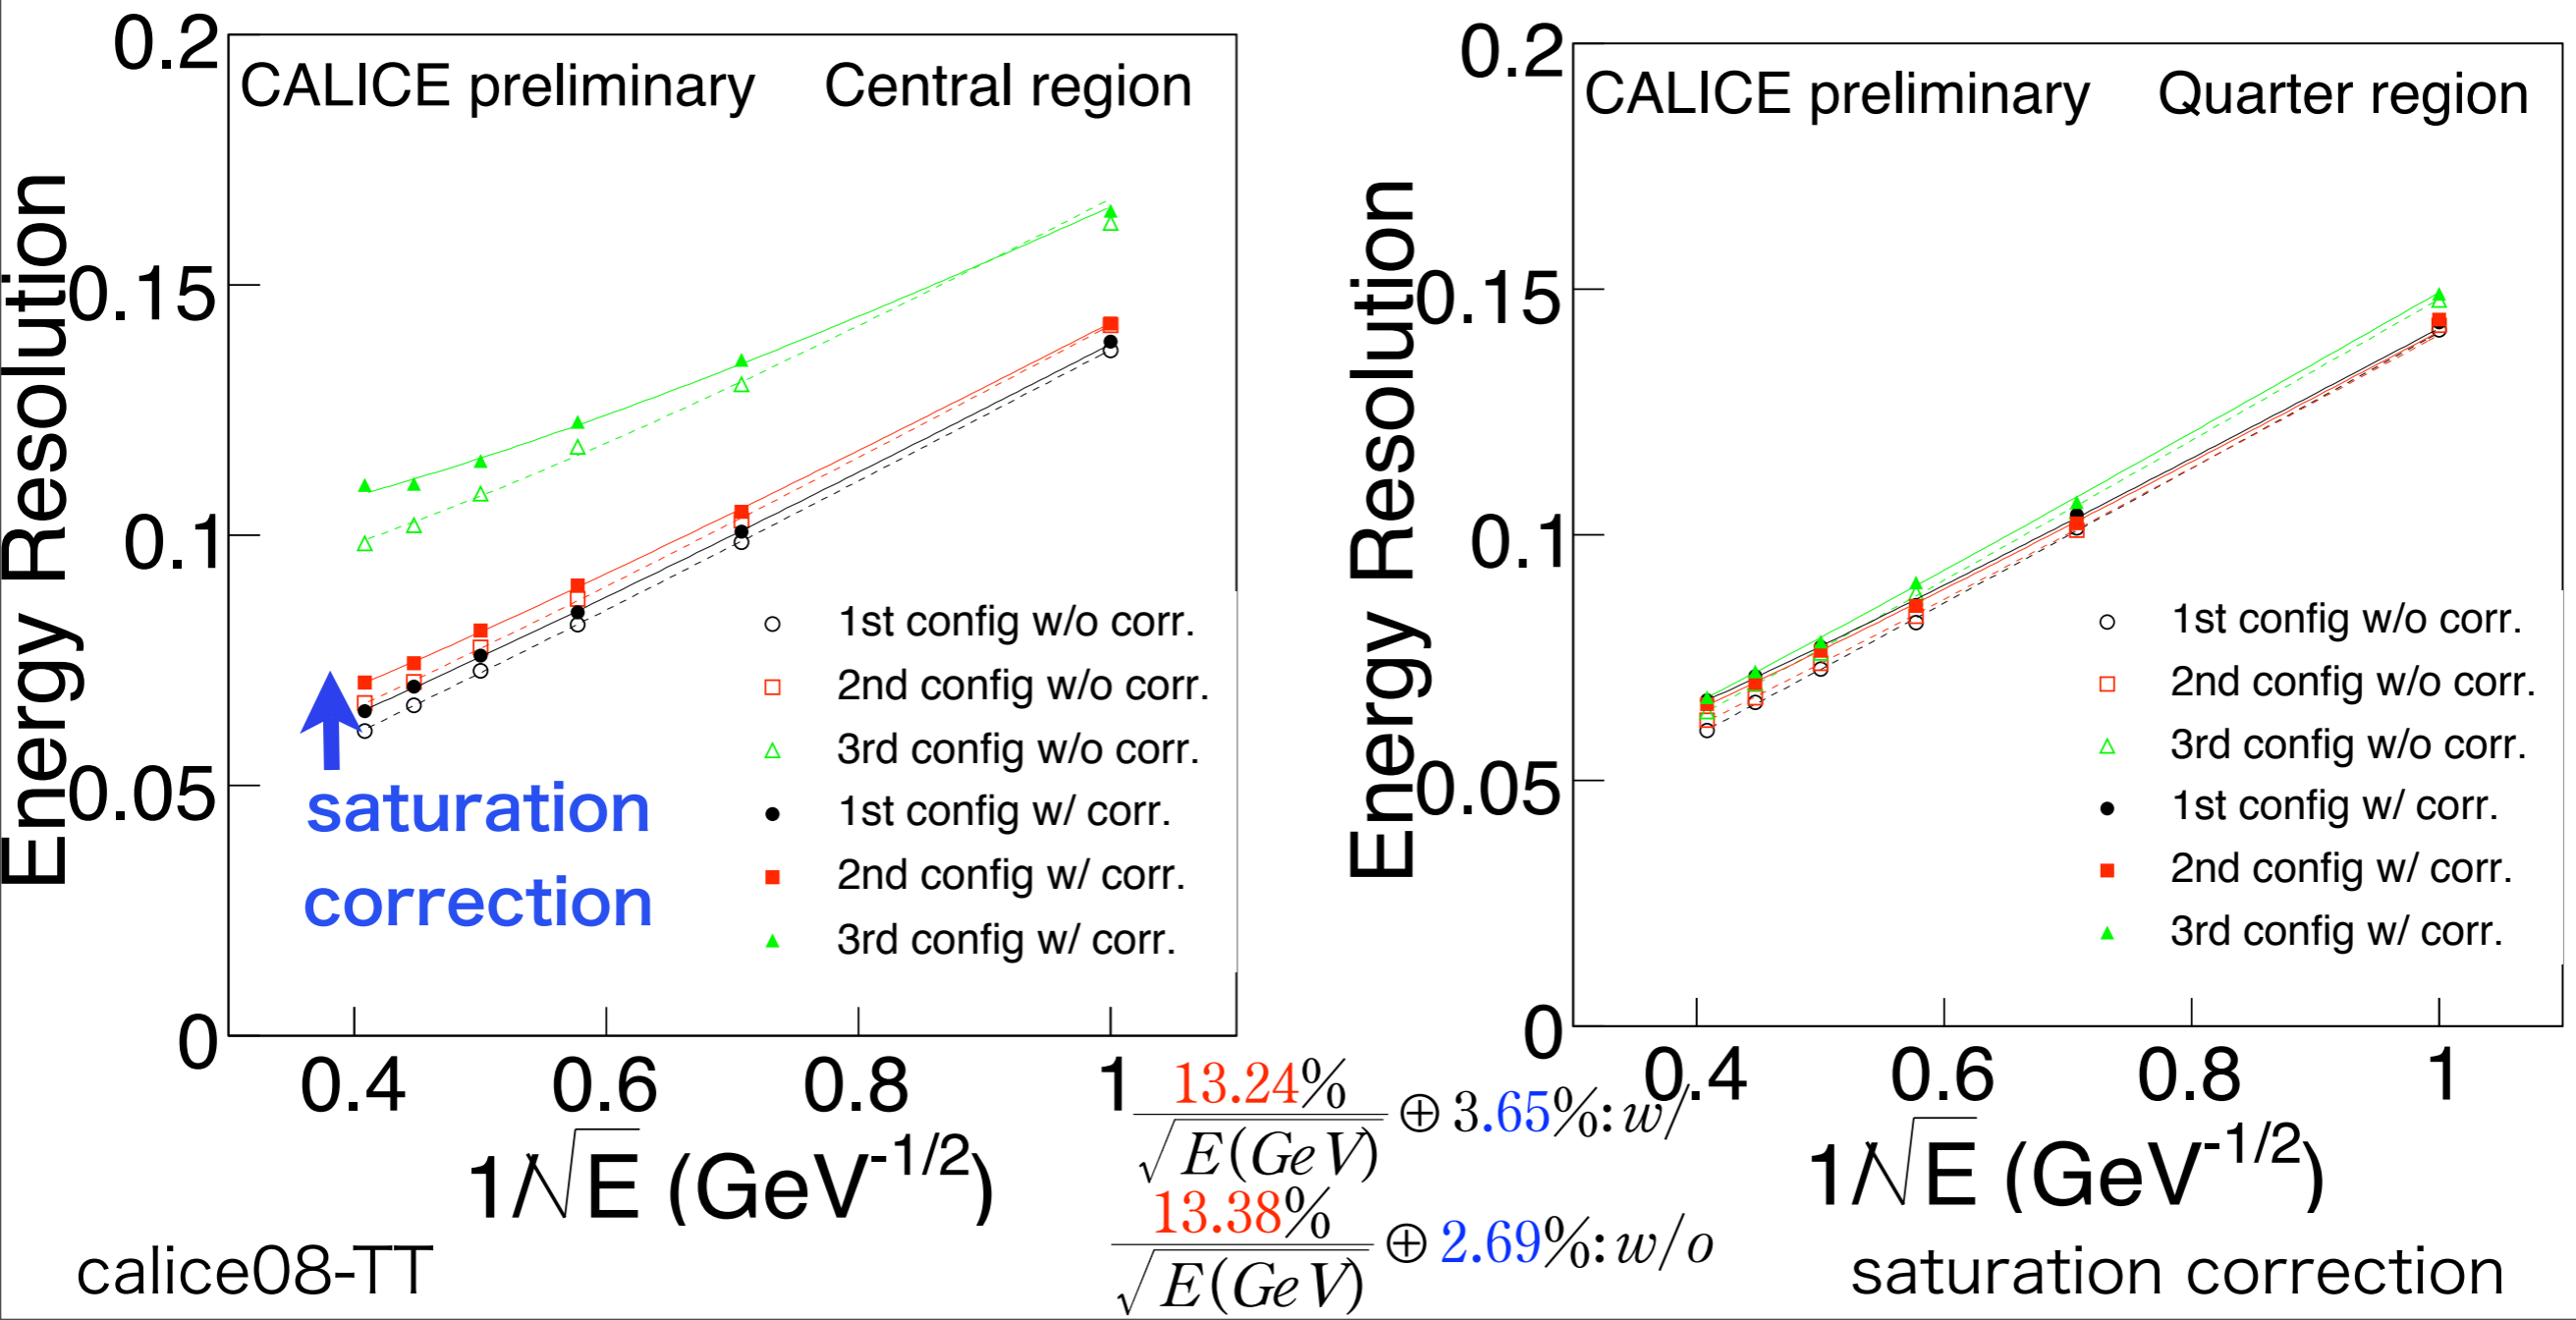 CALICE preliminary Central region
Energy Resolution
0.2
0.15
0.1
0.05
0
0.4 0.6 0.8 1
1/√E (GeV^-1/2)
saturation
correction
1st config w/o corr.
2nd config w/o corr.
3rd config w/o corr.
1st config w/ corr.
2nd config w/ corr.
3rd config w/ corr.
CALICE preliminary Quarter region
Energy Resolution
0.2
0.15
0.1
0.05
0
0.4 0.6 0.8 1
1/√E (GeV^-1/2)
1st config w/o corr.
2nd config w/o corr.
3rd config w/o corr.
1st config w/ corr.
2nd config w/ corr.
3rd config w/ corr.
13.24%/√E(GeV) ⊕ 3.65%: w/
13.38%/√E(GeV) ⊕ 2.69%: w/o
calice08-TT
saturation correction